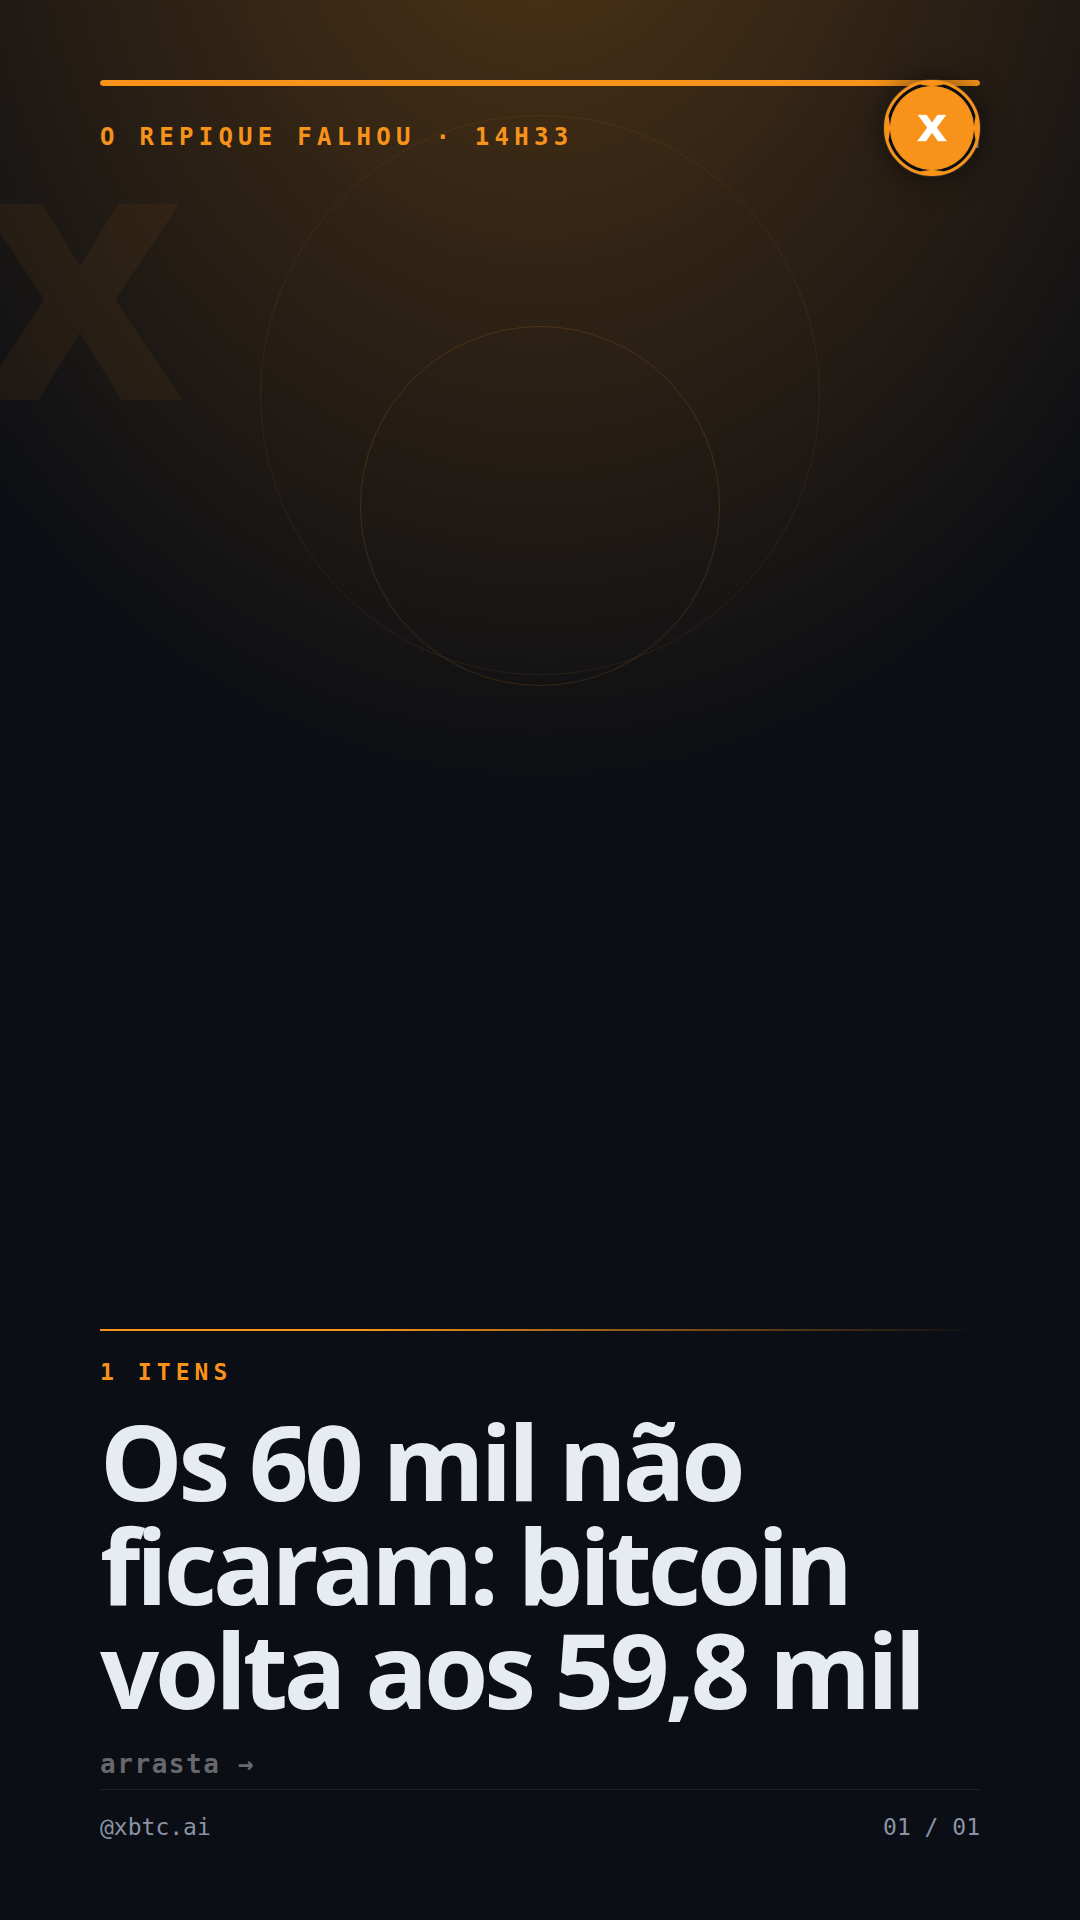 O REPIQUE FALHOU · 14H33
X
X
1 ITENS
Os 60 mil não
ficaram: bitcoin
volta aos 59,8 mil
arrasta →
@xbtc.ai
01 / 01